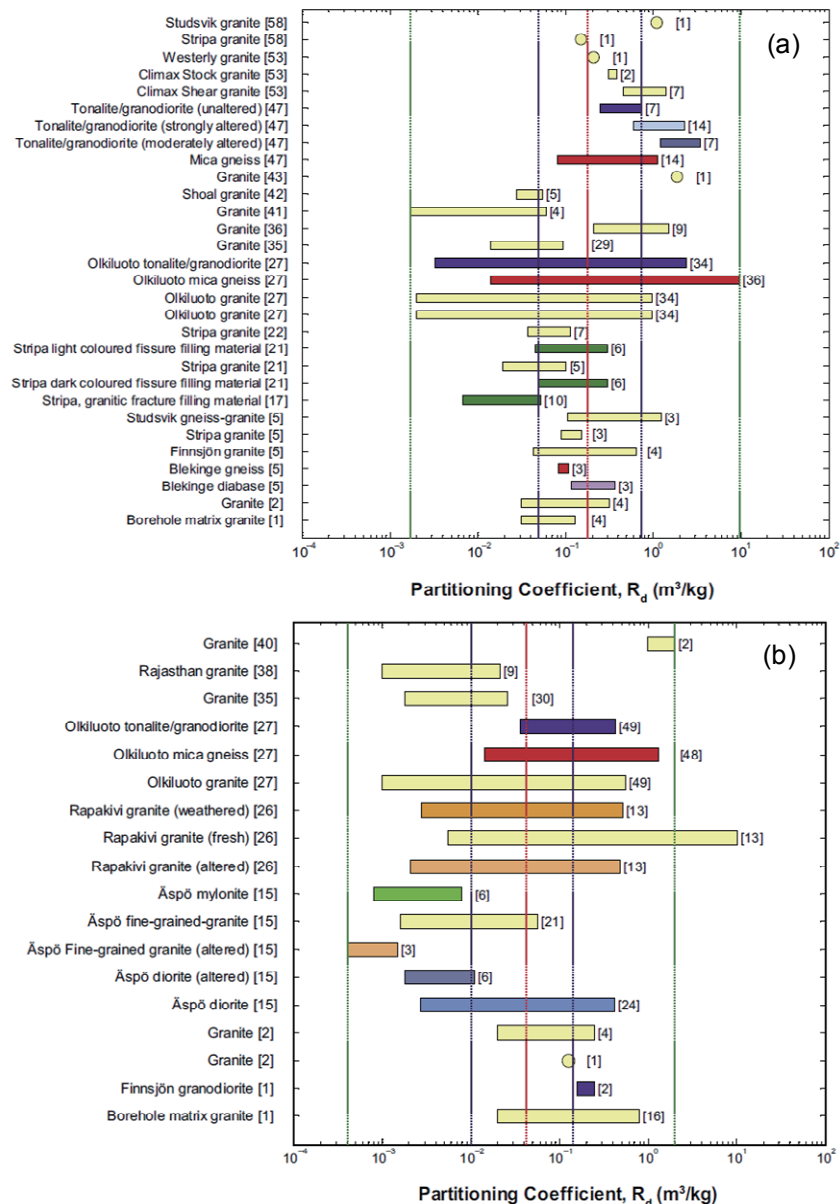 (a)
Studsvik granite [58] [1]
Stripa granite [58] [1]
Westerly granite [53] [1]
Climax Stock granite [53] [2]
Climax Shear granite [53] [7]
Tonalite/granodiorite (unaltered) [47] [7]
Tonalite/granodiorite (strongly altered) [47] [14]
Tonalite/granodiorite (moderately altered) [47] [7]
Mica gneiss [47] [14]
Granite [43] [1]
Shoal granite [42] [5]
Granite [41] [4]
Granite [36] [9]
Granite [35] [29]
Olkiluoto tonalite/granodiorite [27] [34]
Olkiluoto mica gneiss [27] [36]
Olkiluoto granite [27] [34]
Olkiluoto granite [27] [34]
Stripa granite [22] [7]
Stripa light coloured fissure filling material [21] [6]
Stripa granite [21] [5]
Stripa dark coloured fissure filling material [21] [6]
Stripa, granitic fracture filling material [17] [10]
Studsvik gneiss-granite [5] [3]
Stripa granite [5] [3]
Finnsjön granite [5] [4]
Blekinge gneiss [5] [3]
Blekinge diabase [5] [3]
Granite [2] [4]
Borehole matrix granite [1] [4]
10⁻⁴ 10⁻³ 10⁻² 10⁻¹ 10⁰ 10¹ 10²
Partitioning Coefficient, R_d (m³/kg)
(b)
Granite [40] [2]
Rajasthan granite [38] [9]
Granite [35] [30]
Olkiluoto tonalite/granodiorite [27] [49]
Olkiluoto mica gneiss [27] [48]
Olkiluoto granite [27] [49]
Rapakivi granite (weathered) [26] [13]
Rapakivi granite (fresh) [26] [13]
Rapakivi granite (altered) [26] [13]
Äspö mylonite [15] [6]
Äspö fine-grained-granite [15] [21]
Äspö Fine-grained granite (altered) [15] [3]
Äspö diorite (altered) [15] [6]
Äspö diorite [15] [24]
Granite [2] [4]
Granite [2] [1]
Finnsjön granodiorite [1] [2]
Borehole matrix granite [1] [16]
10⁻⁴ 10⁻³ 10⁻² 10⁻¹ 10⁰ 10¹ 10²
Partitioning Coefficient, R_d (m³/kg)